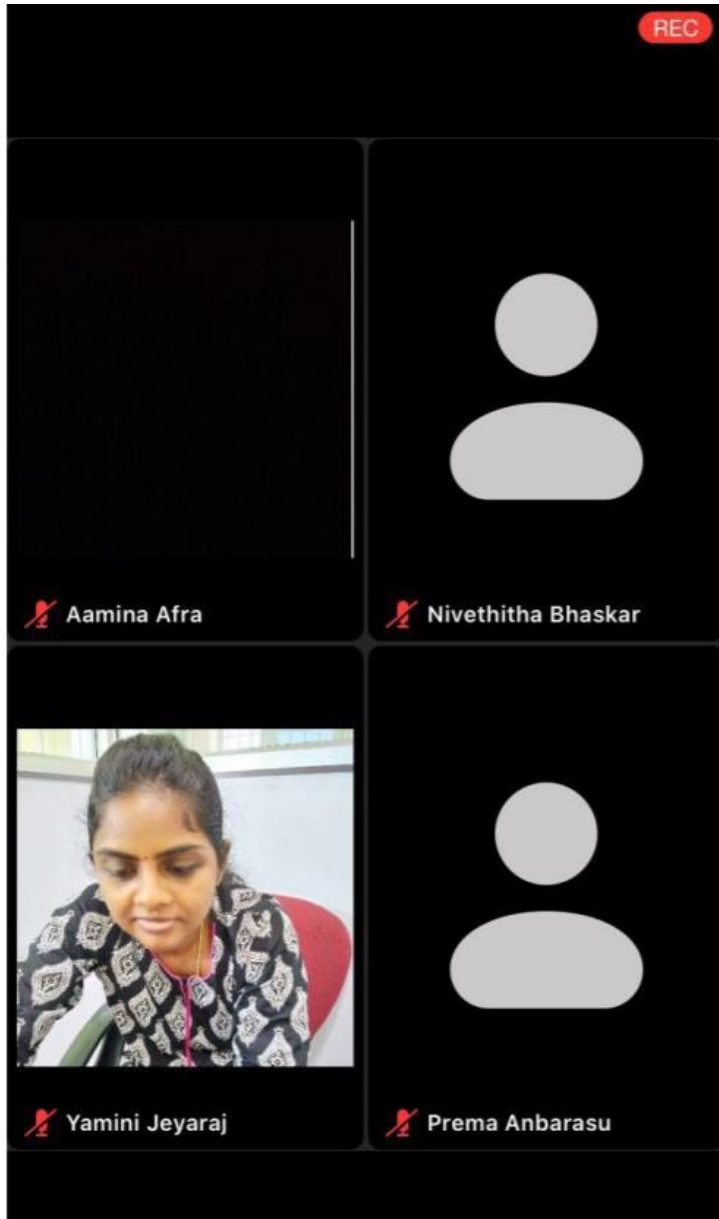 REC
Aamina Afra
Nivethitha Bhaskar
Yamini Jeyaraj
Prema Anbarasu